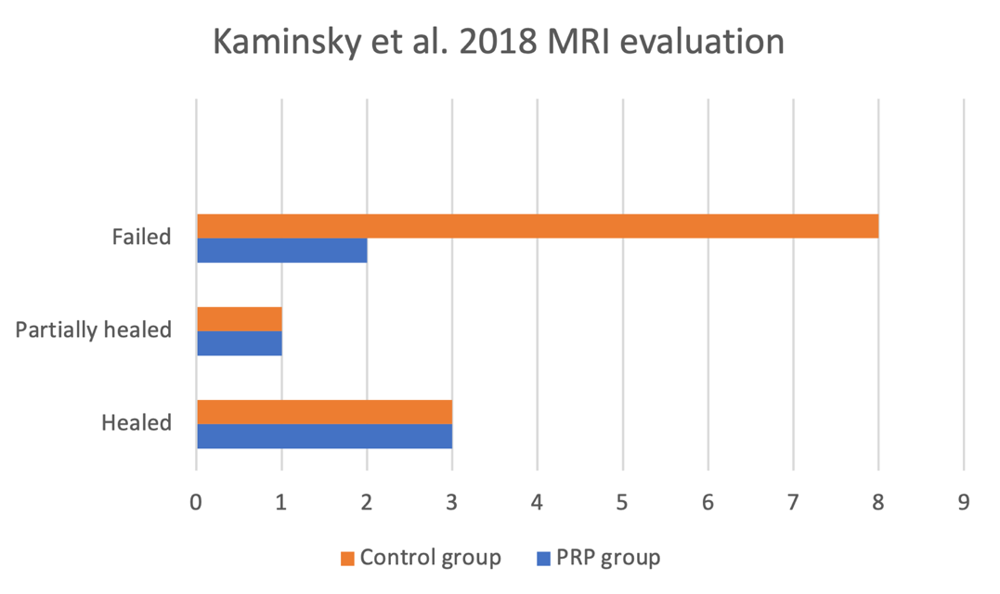 Kaminsky et al. 2018 MRI evaluation
Failed
Partially healed
Healed
0 1 2 3 4 5 6 7 8 9
Control group PRP group